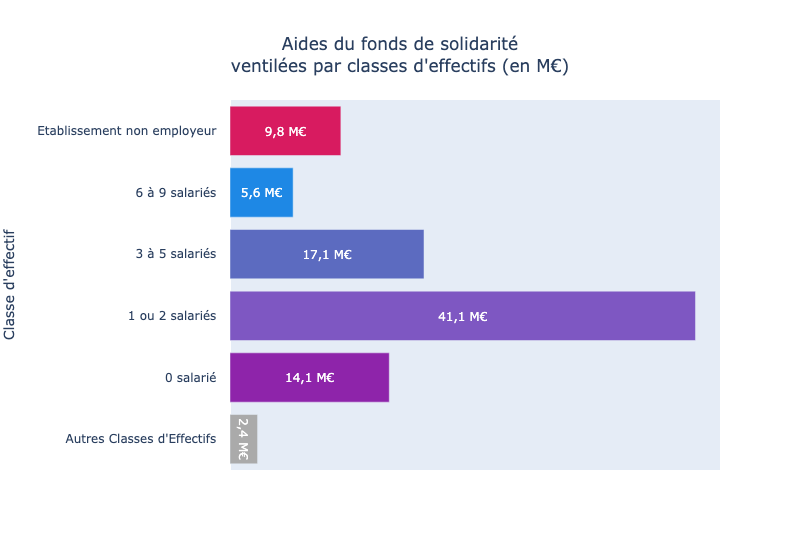 Aides du fonds de solidarité
ventilées par classes d'effectifs (en M€)
Classe d'effectif
Etablissement non employeur
9,8 M€
6 à 9 salariés
5,6 M€
3 à 5 salariés
17,1 M€
1 ou 2 salariés
41,1 M€
0 salarié
14,1 M€
Autres Classes d'Effectifs
2,4 M€